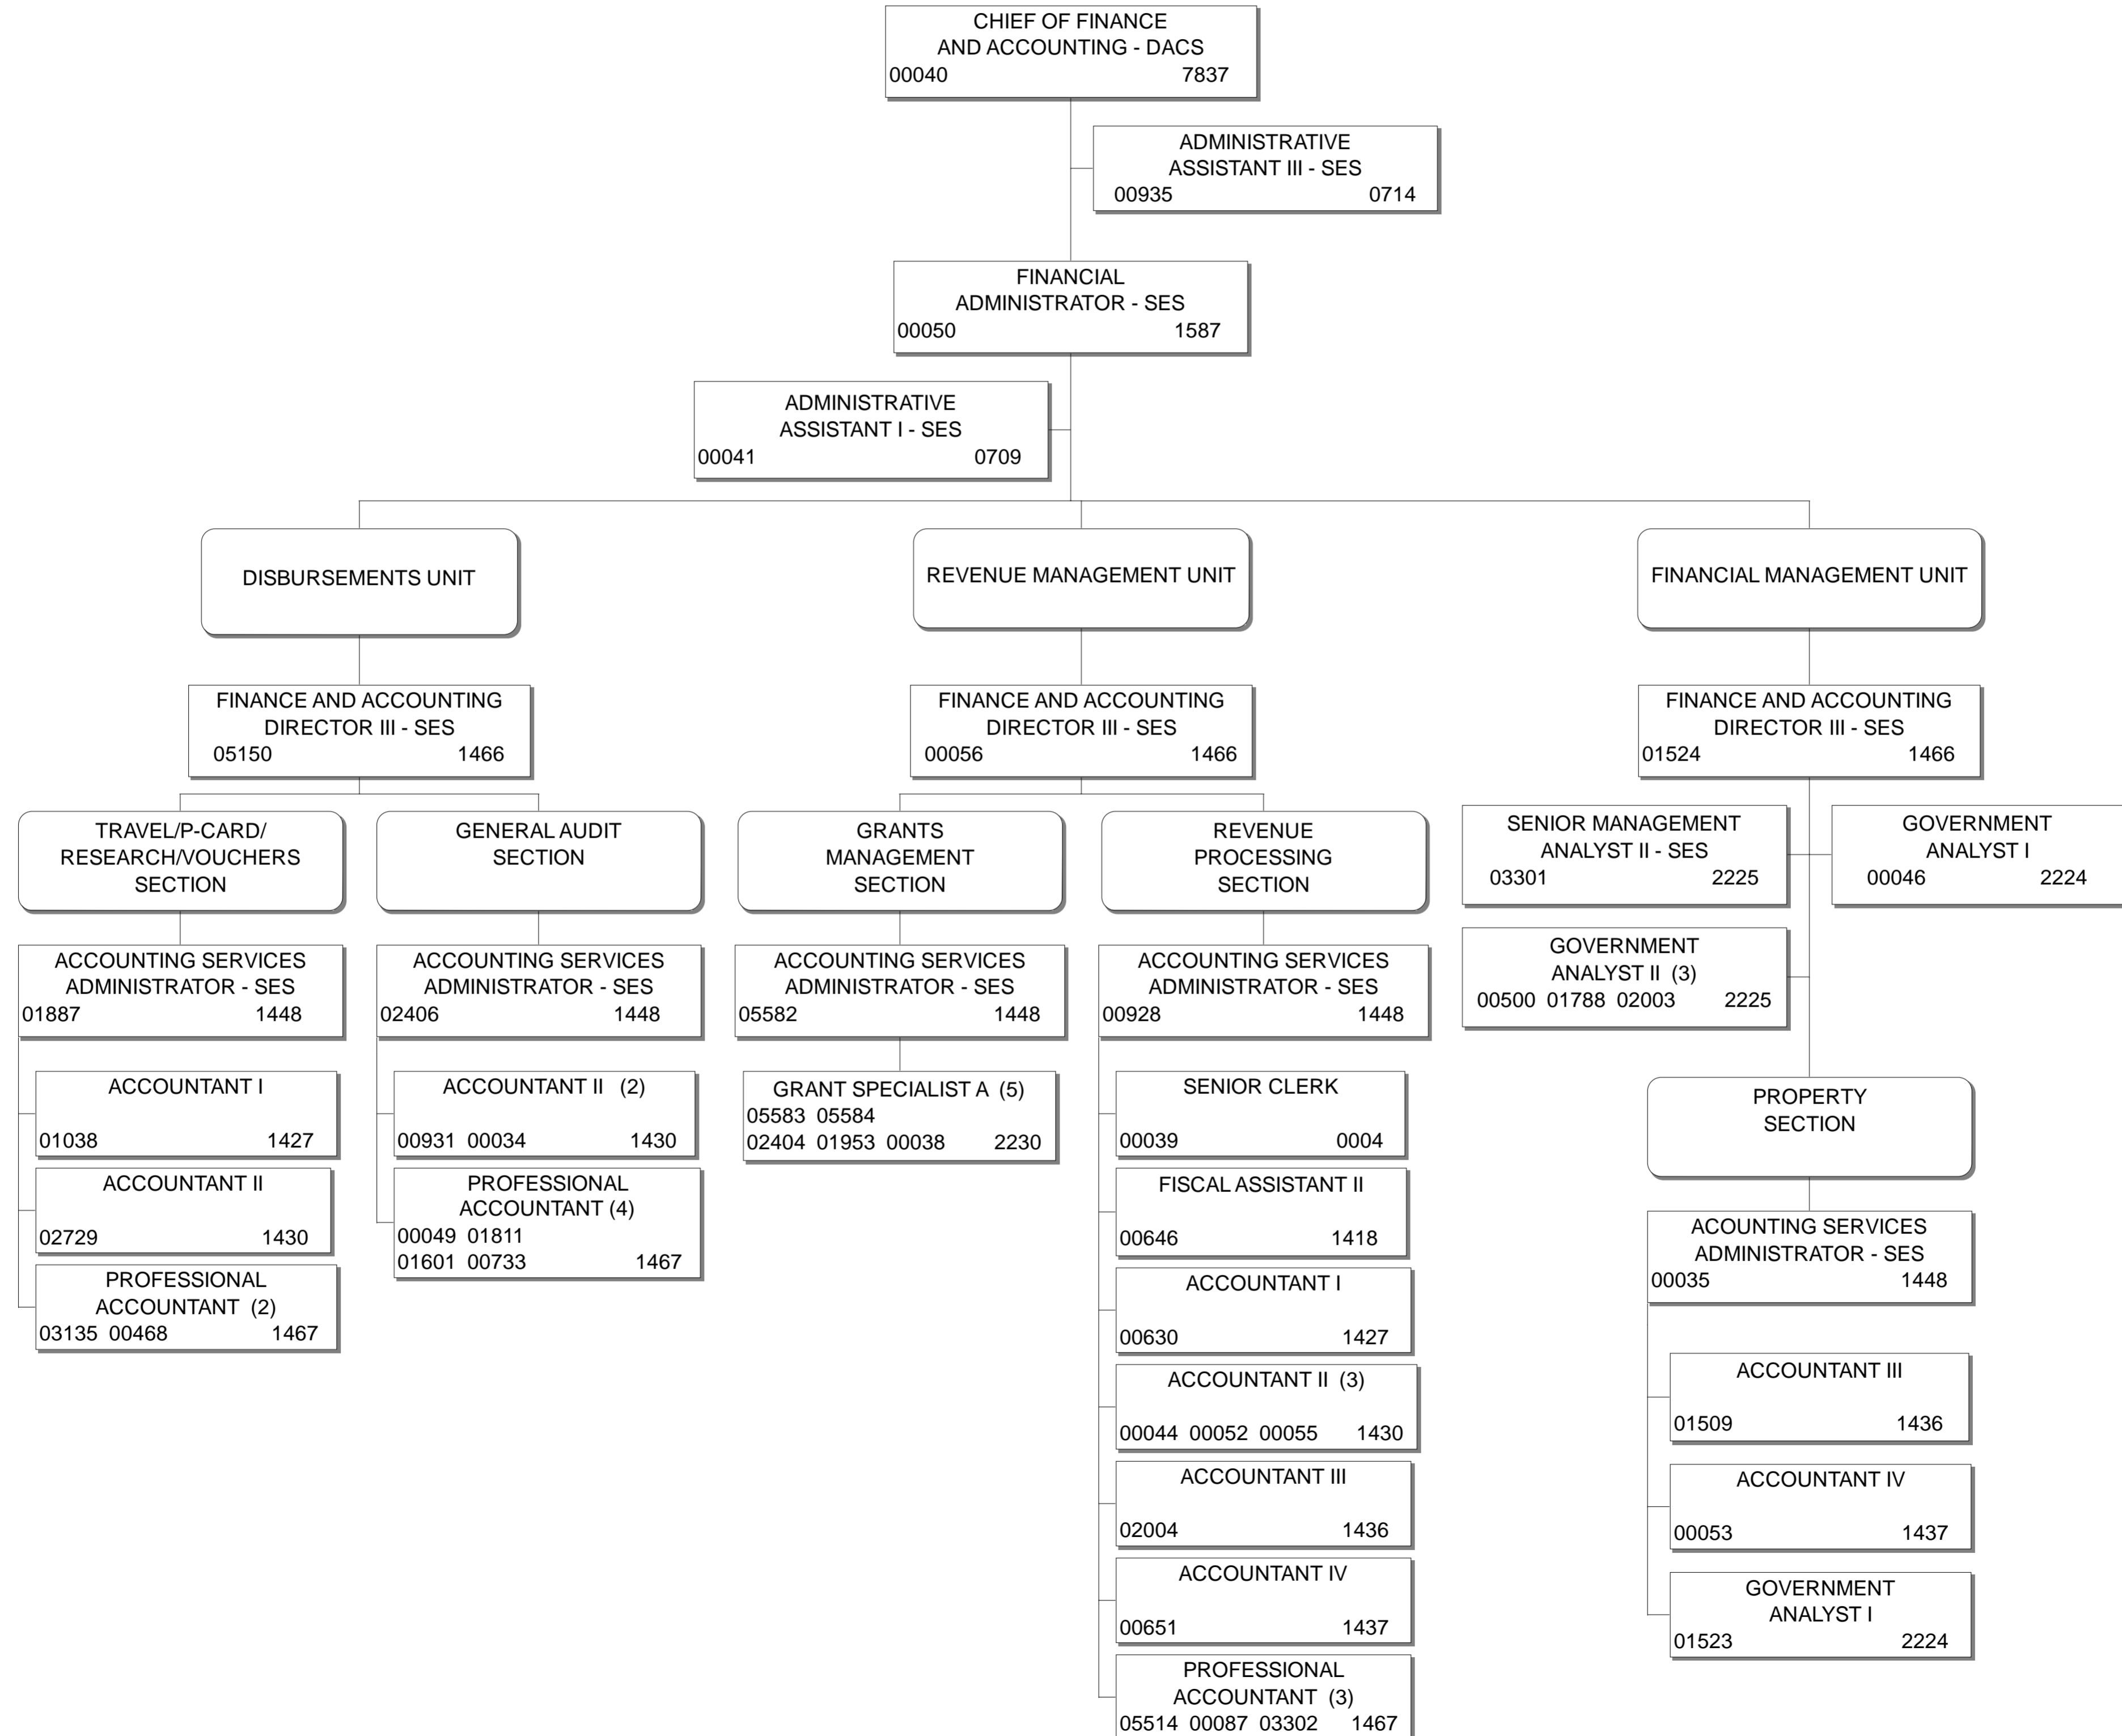 CHIEF OF FINANCE
AND ACCOUNTING - DACS
00040 7837
ADMINISTRATIVE
ASSISTANT III - SES
00935 0714
FINANCIAL
ADMINISTRATOR - SES
00050 1587
ADMINISTRATIVE
ASSISTANT I - SES
00041 0709
DISBURSEMENTS UNIT
FINANCE AND ACCOUNTING
DIRECTOR III - SES
05150 1466
TRAVEL/P-CARD/
RESEARCH/VOUCHERS
SECTION
ACCOUNTING SERVICES
ADMINISTRATOR - SES
01887 1448
ACCOUNTANT I
01038 1427
ACCOUNTANT II
02729 1430
PROFESSIONAL
ACCOUNTANT (2)
03135 00468 1467
GENERAL AUDIT
SECTION
ACCOUNTING SERVICES
ADMINISTRATOR - SES
02406 1448
ACCOUNTANT II (2)
00931 00034 1430
PROFESSIONAL
ACCOUNTANT (4)
00049 01811
01601 00733 1467
REVENUE MANAGEMENT UNIT
FINANCE AND ACCOUNTING
DIRECTOR III - SES
00056 1466
GRANTS
MANAGEMENT
SECTION
ACCOUNTING SERVICES
ADMINISTRATOR - SES
05582 1448
GRANT SPECIALIST A (5)
05583 05584
02404 01953 00038 2230
REVENUE
PROCESSING
SECTION
ACCOUNTING SERVICES
ADMINISTRATOR - SES
00928 1448
SENIOR CLERK
00039 0004
FISCAL ASSISTANT II
00646 1418
ACCOUNTANT I
00630 1427
ACCOUNTANT II (3)
00044 00052 00055 1430
ACCOUNTANT III
02004 1436
ACCOUNTANT IV
00651 1437
PROFESSIONAL
ACCOUNTANT (3)
05514 00087 03302 1467
FINANCIAL MANAGEMENT UNIT
FINANCE AND ACCOUNTING
DIRECTOR III - SES
01524 1466
SENIOR MANAGEMENT
ANALYST II - SES
03301 2225
GOVERNMENT
ANALYST I
00046 2224
GOVERNMENT
ANALYST II (3)
00500 01788 02003 2225
PROPERTY
SECTION
ACOUNTING SERVICES
ADMINISTRATOR - SES
00035 1448
ACCOUNTANT III
01509 1436
ACCOUNTANT IV
00053 1437
GOVERNMENT
ANALYST I
01523 2224